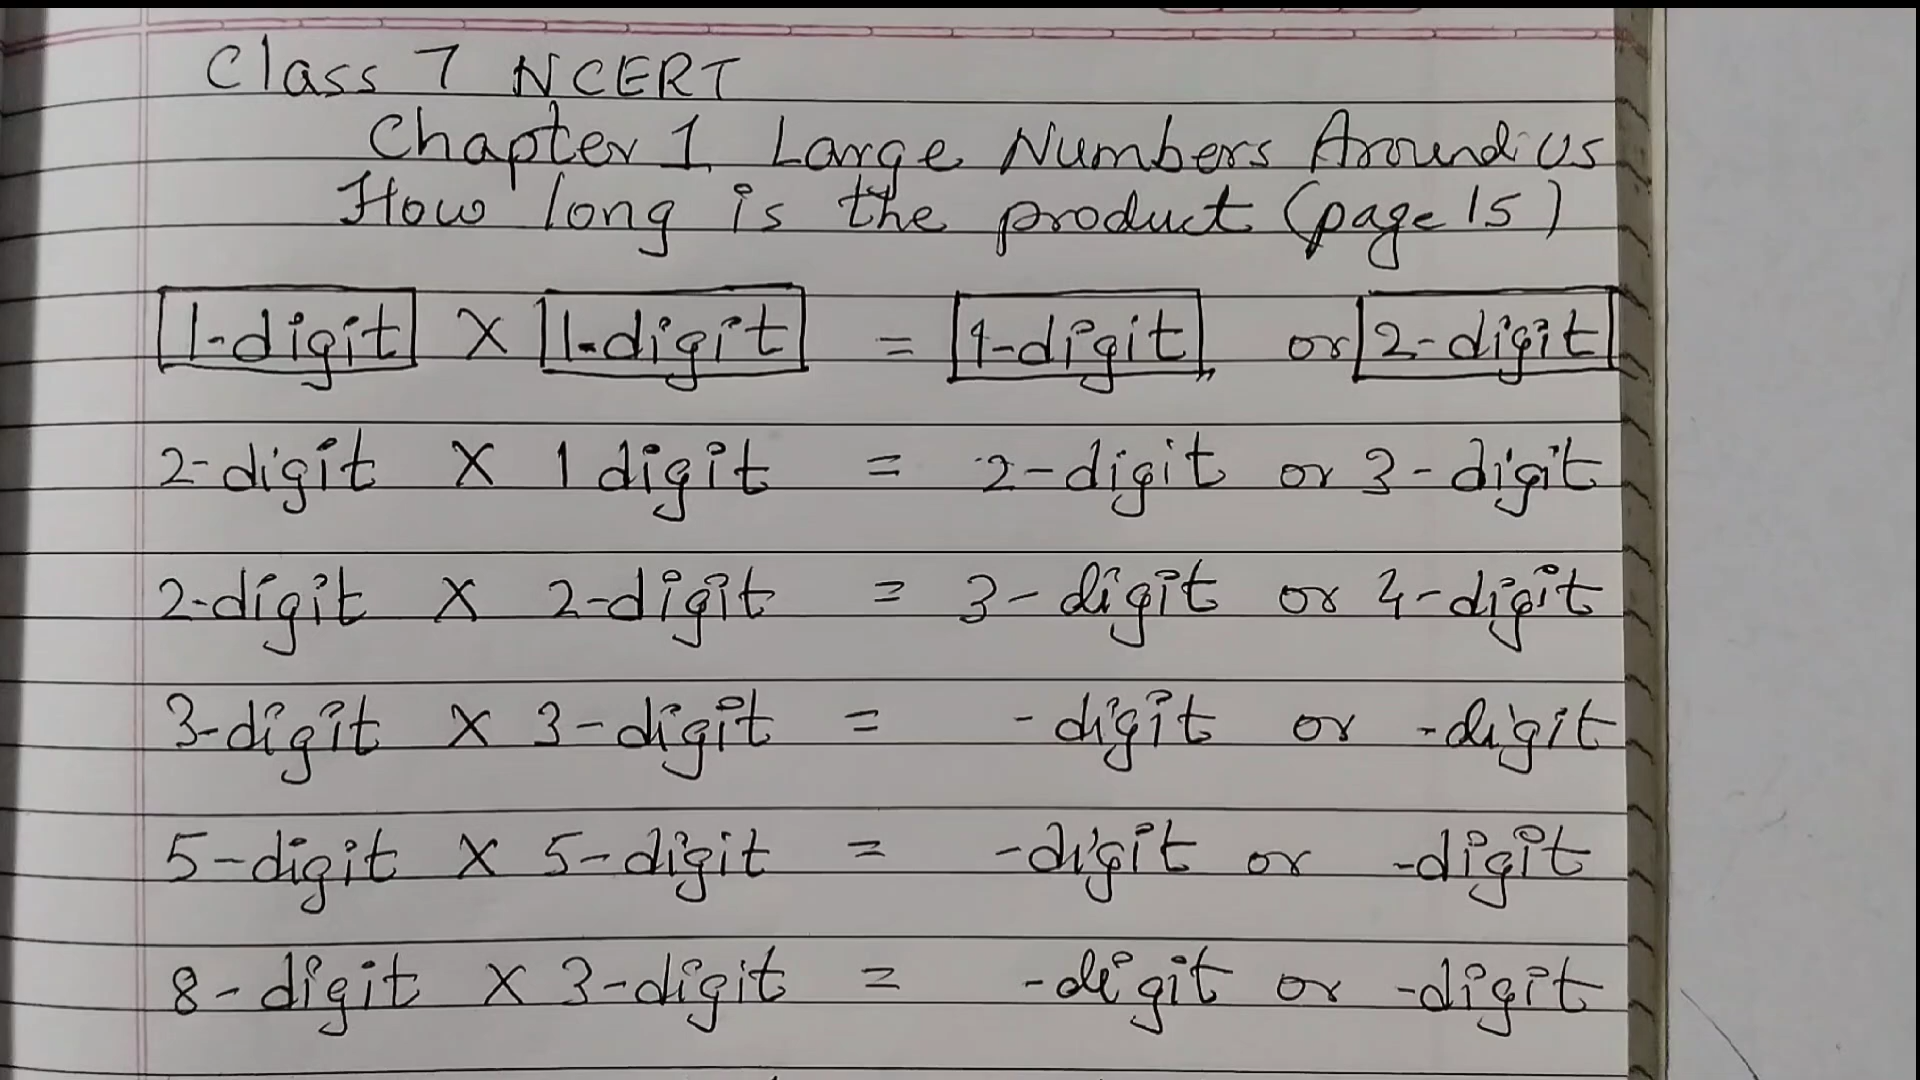 Class 7 NCERT
Chapter 1 Large Numbers Around us
How long is the product (page 15)
1-digit X 1-digit = 1-digit, or 2-digit
2-digit X 1 digit = 2-digit or 3-digit
2-digit X 2-digit = 3-digit or 4-digit
3-digit X 3-digit = -digit or -digit
5-digit X 5-digit = -digit or -digit
8-digit X 3-digit = -digit or -digit